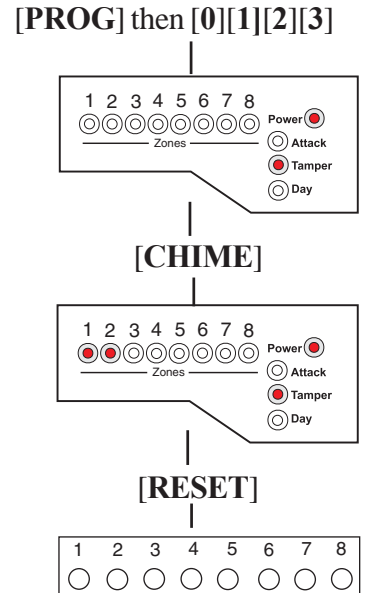 [PROG] then [0][1][2][3]
1 2 3 4 5 6 7 8
Power
Zones
Attack
Tamper
Day
[CHIME]
1 2 3 4 5 6 7 8
Power
Zones
Attack
Tamper
Day
[RESET]
1 2 3 4 5 6 7 8